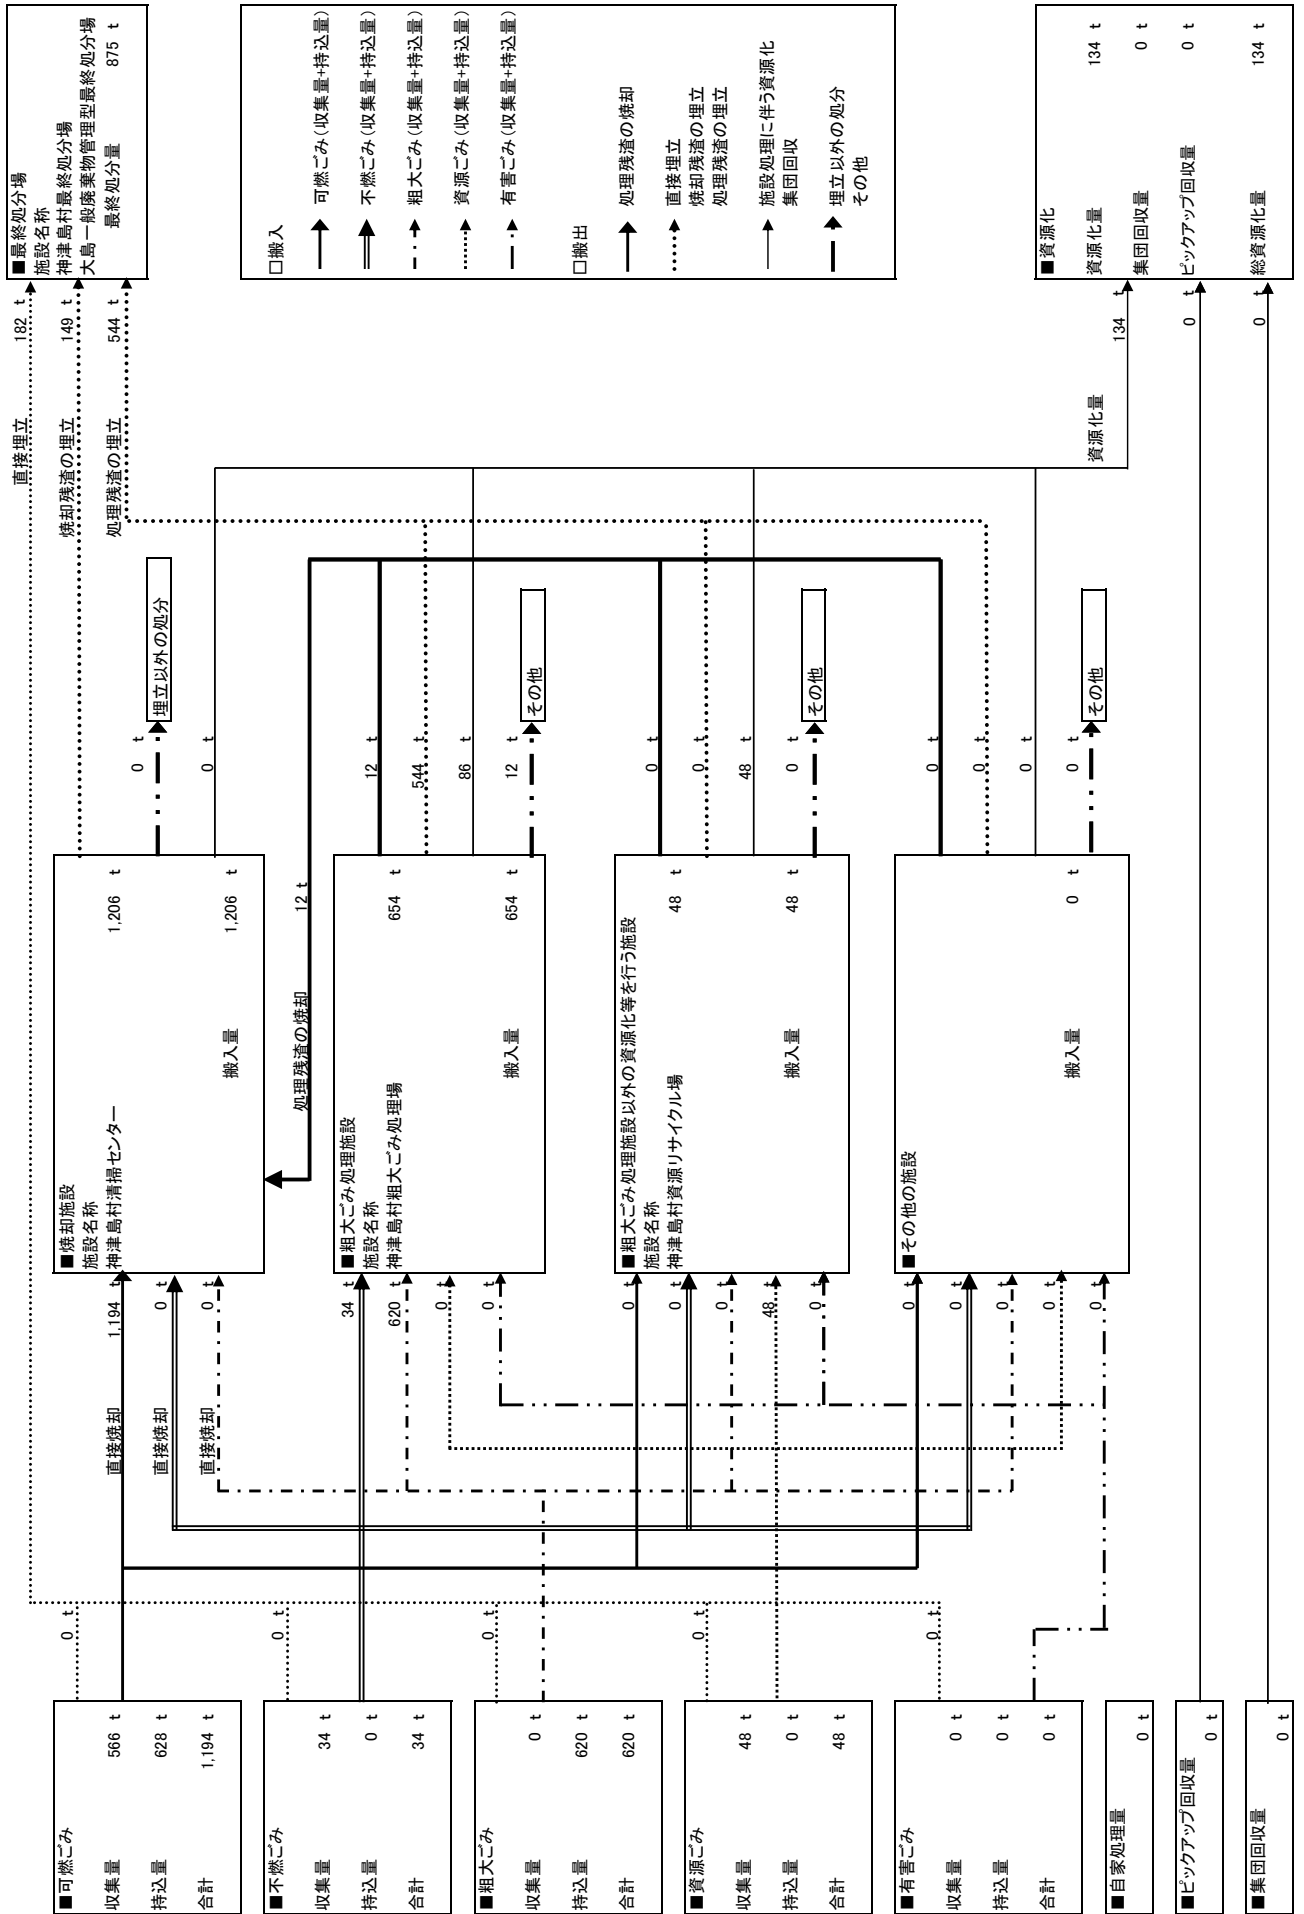 ■可燃ごみ
収集量 566 t
持込量 628 t
合計 1,194 t
■不燃ごみ
収集量 34 t
持込量 0 t
合計 34 t
■粗大ごみ
収集量 0 t
持込量 620 t
合計 620 t
■資源ごみ
収集量 48 t
持込量 0 t
合計 48 t
■有害ごみ
収集量 0 t
持込量 0 t
合計 0 t
■自家処理量
0 t
■ピックアップ回収量
0 t
■集団回収量
0 t
0 t
0 t
0 t
0 t
0 t
直接焼却 1,194 t
直接焼却 0 t
直接焼却 0 t
34 t
620 t
0 t
0 t
0 t
0 t
0 t
48 t
0 t
0 t
0 t
0 t
0 t
0 t
■焼却施設
施設名称
神津島村清掃センター 1,206 t
搬入量 1,206 t
処理残渣の焼却 12 t
■粗大ごみ処理施設
施設名称
神津島村粗大ごみ処理場 654 t
搬入量 654 t
■粗大ごみ処理施設以外の資源化等を行う施設
施設名称
神津島村資源リサイクル場 48 t
搬入量 48 t
■その他の施設
搬入量 0 t
0 t
埋立以外の処分
0 t
12 t
544 t
86 t
12 t
その他
0 t
0 t
48 t
0 t
その他
0 t
0 t
0 t
0 t
その他
直接埋立 182 t
焼却残渣の埋立 149 t
処理残渣の埋立 544 t
資源化量 134 t
0 t
0 t
■最終処分場
施設名称
神津島村最終処分場
大島一般廃棄物管理型最終処分場
最終処分量 875 t
□搬入
可燃ごみ(収集量+持込量)
不燃ごみ(収集量+持込量)
粗大ごみ(収集量+持込量)
資源ごみ(収集量+持込量)
有害ごみ(収集量+持込量)
□搬出
処理残渣の焼却
直接埋立
焼却残渣の埋立
処理残渣の埋立
施設処理に伴う資源化
集団回収
埋立以外の処分
その他
■資源化
資源化量 134 t
集団回収量 0 t
ピックアップ回収量 0 t
総資源化量 134 t